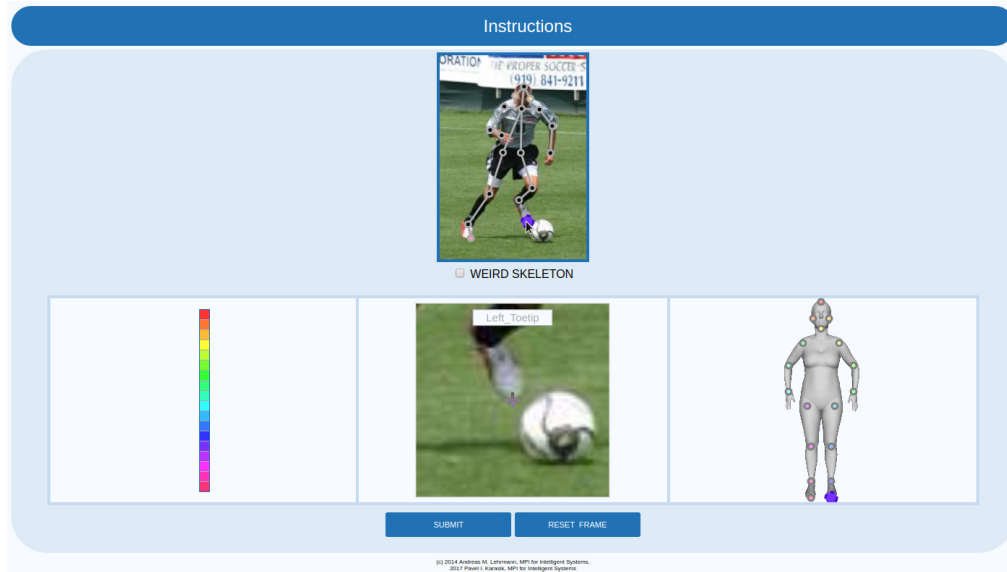 Instructions
ORATION
THE PROPER SOCCER S
(919) 841-9211
WEIRD SKELETON
Left_Toetip
SUBMIT
RESET FRAME
(c) 2014 Andreas M. Lehrmann, MPI for Intelligent Systems,
2017 Pavel I. Karasik, MPI for Intelligent Systems